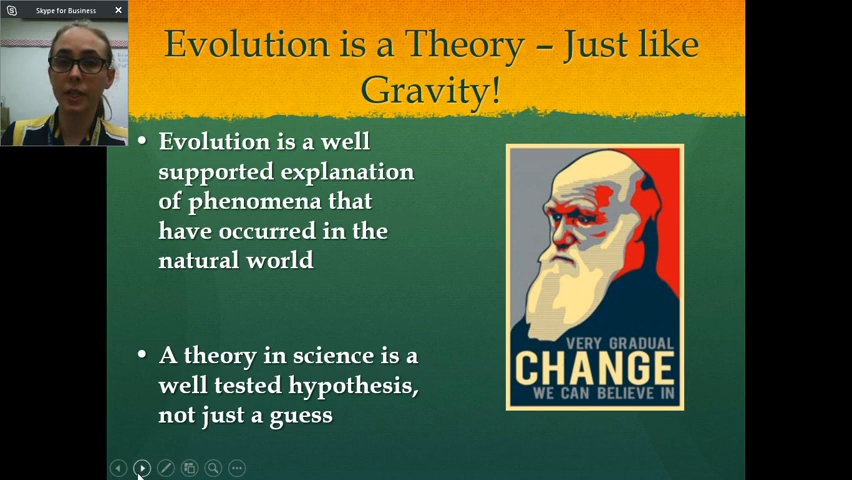 Skype for Business
Evolution is a Theory – Just like
Gravity!
• Evolution is a well
supported explanation
of phenomena that
have occurred in the
natural world
• A theory in science is a
well tested hypothesis,
not just a guess
VERY GRADUAL
CHANGE
WE CAN BELIEVE IN